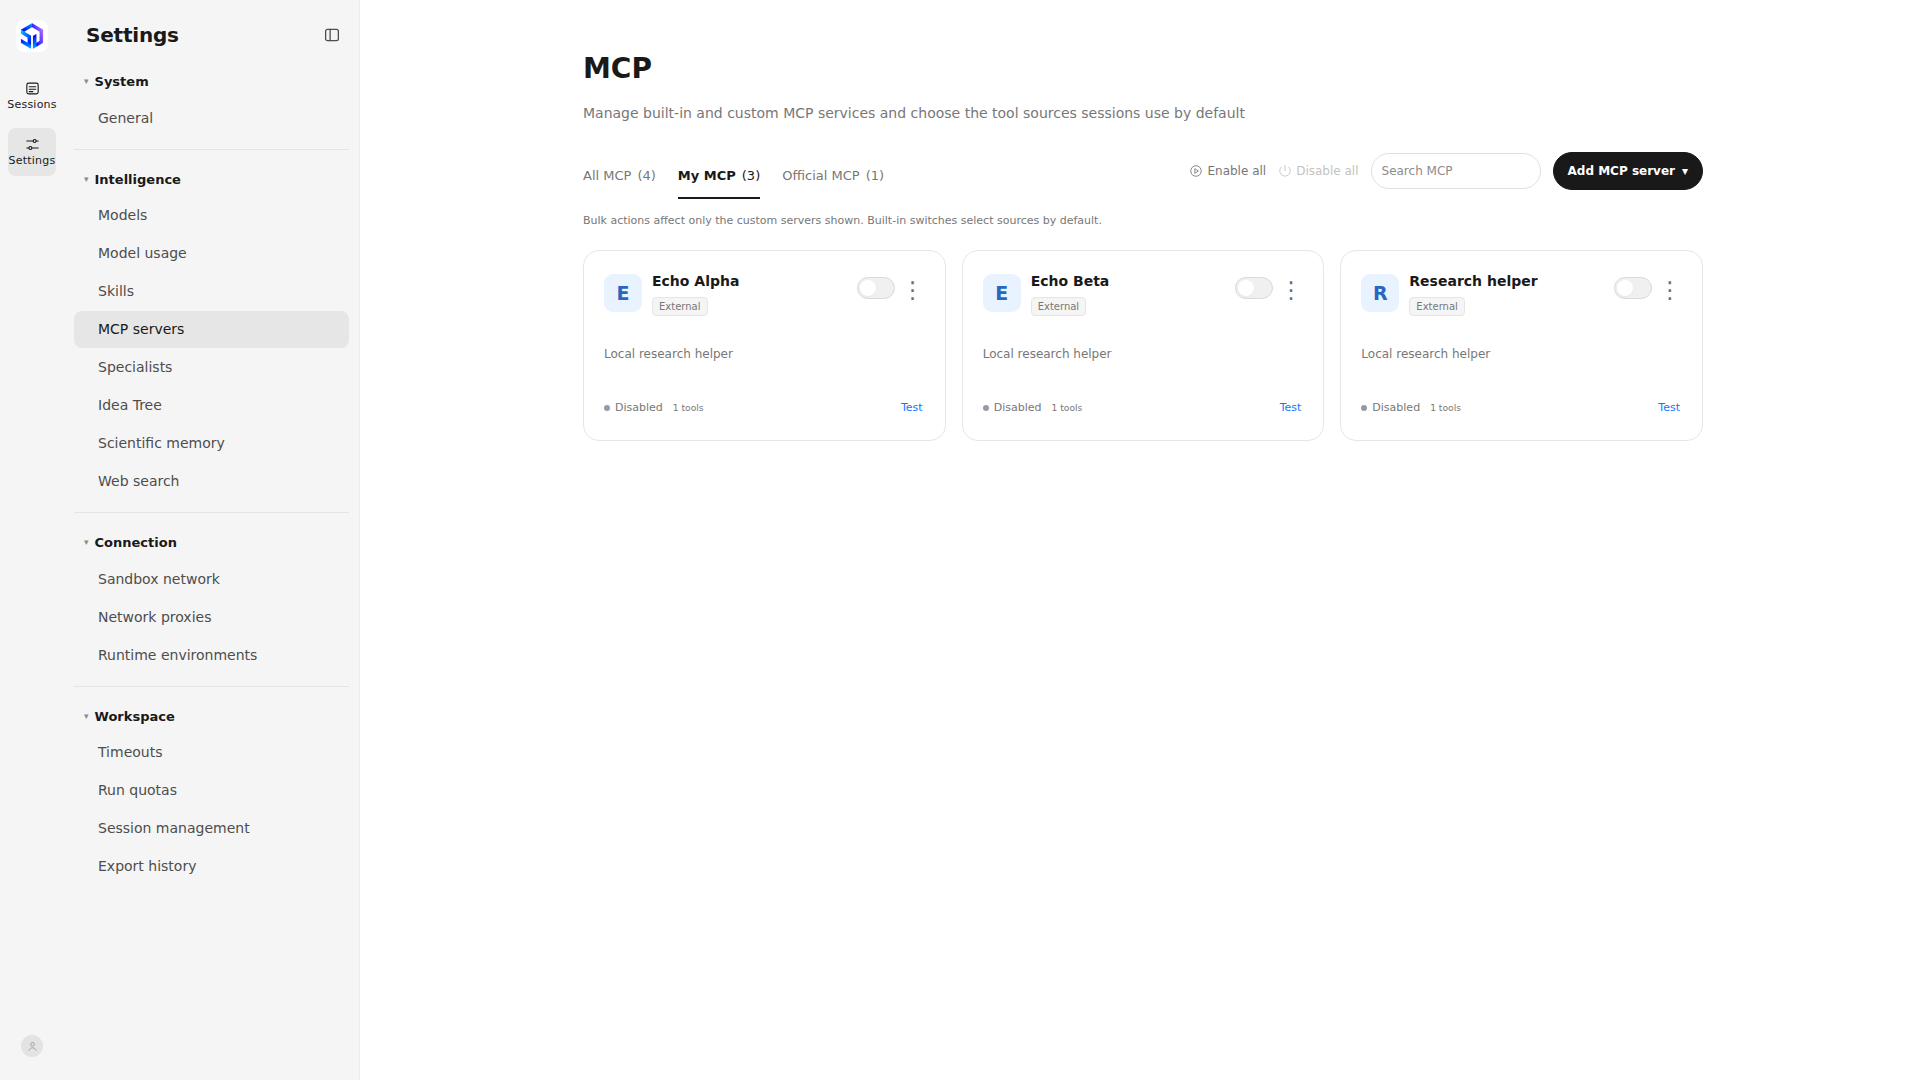 Settings
Sessions
Settings
System
General
Intelligence
Models
Model usage
Skills
MCP servers
Specialists
Idea Tree
Scientific memory
Web search
Connection
Sandbox network
Network proxies
Runtime environments
Workspace
Timeouts
Run quotas
Session management
Export history
MCP
Manage built-in and custom MCP services and choose the tool sources sessions use by default
All MCP (4) My MCP (3) Official MCP (1) Enable all Disable all Search MCP Add MCP server
Bulk actions affect only the custom servers shown. Built-in switches select sources by default.
E Echo Alpha
External
Local research helper
Disabled 1 tools Test
E Echo Beta
External
Local research helper
Disabled 1 tools Test
R Research helper
External
Local research helper
Disabled 1 tools Test